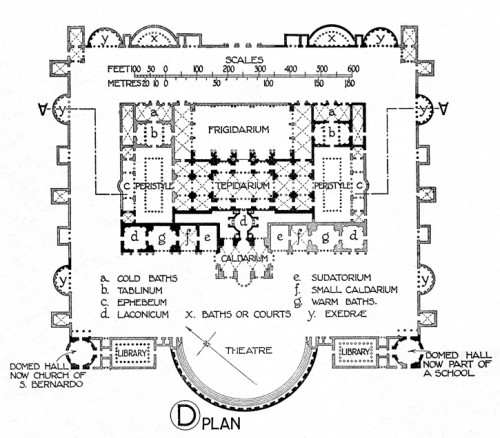 y x y x y
SCALES
FEET 100 50 0 100 200 300 400 500 600
METRES 20 10 0 50 100 150 180
a a
A y b FRIGIDARIUM b y A
c PERISTYLE TEPIDARIUM PERISTYLE c
d g f e d e f g d
CALDARIUM
y y
a. COLD BATHS
b. TABLINUM
c. EPHEBEUM
d. LACONICUM
x. BATHS OR COURTS
e. SUDATORIUM
f. SMALL CALDARIUM
g. WARM BATHS.
y. EXEDRÆ
LIBRARY THEATRE LIBRARY
DOMED HALL
NOW CHURCH OF
S. BERNARDO
DOMED HALL
NOW PART OF
A SCHOOL
D PLAN